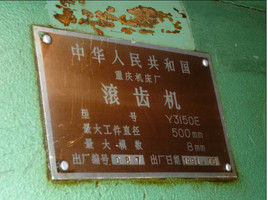 中华人民共和国
重庆机床厂
滚齿机
型号 Y3150E
最大工件直径 500mm
最大模数 8mm
出厂编号 出厂日期